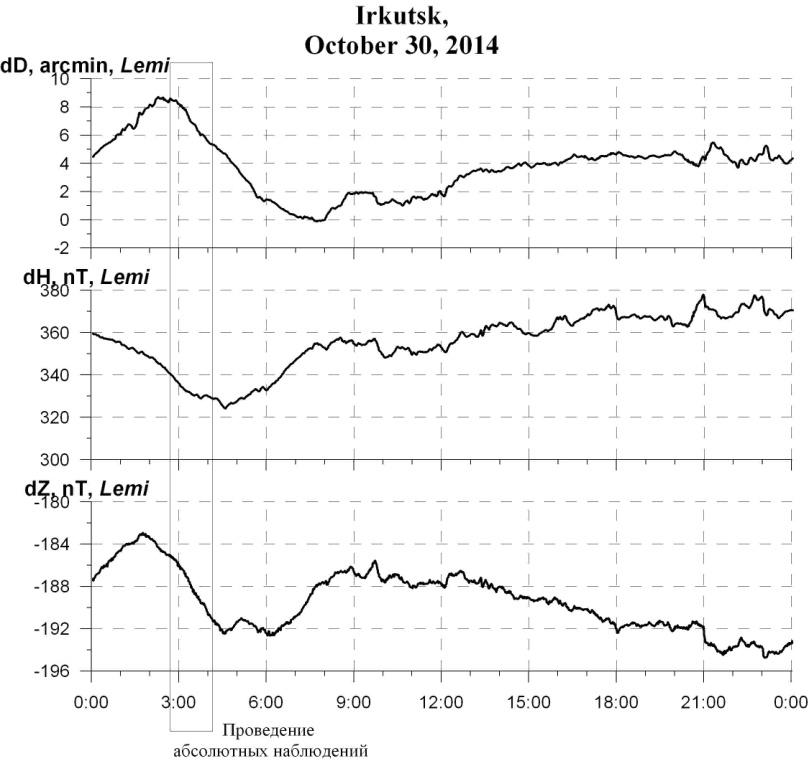 Irkutsk,
October 30, 2014
dD, arcmin, Lemi
10
8
6
4
2
0
-2
dH, nT, Lemi
380
360
340
320
300
dZ, nT, Lemi
-180
-184
-188
-192
-196
0:00 3:00 6:00 9:00 12:00 15:00 18:00 21:00 0:00
Проведение
абсолютных наблюдений